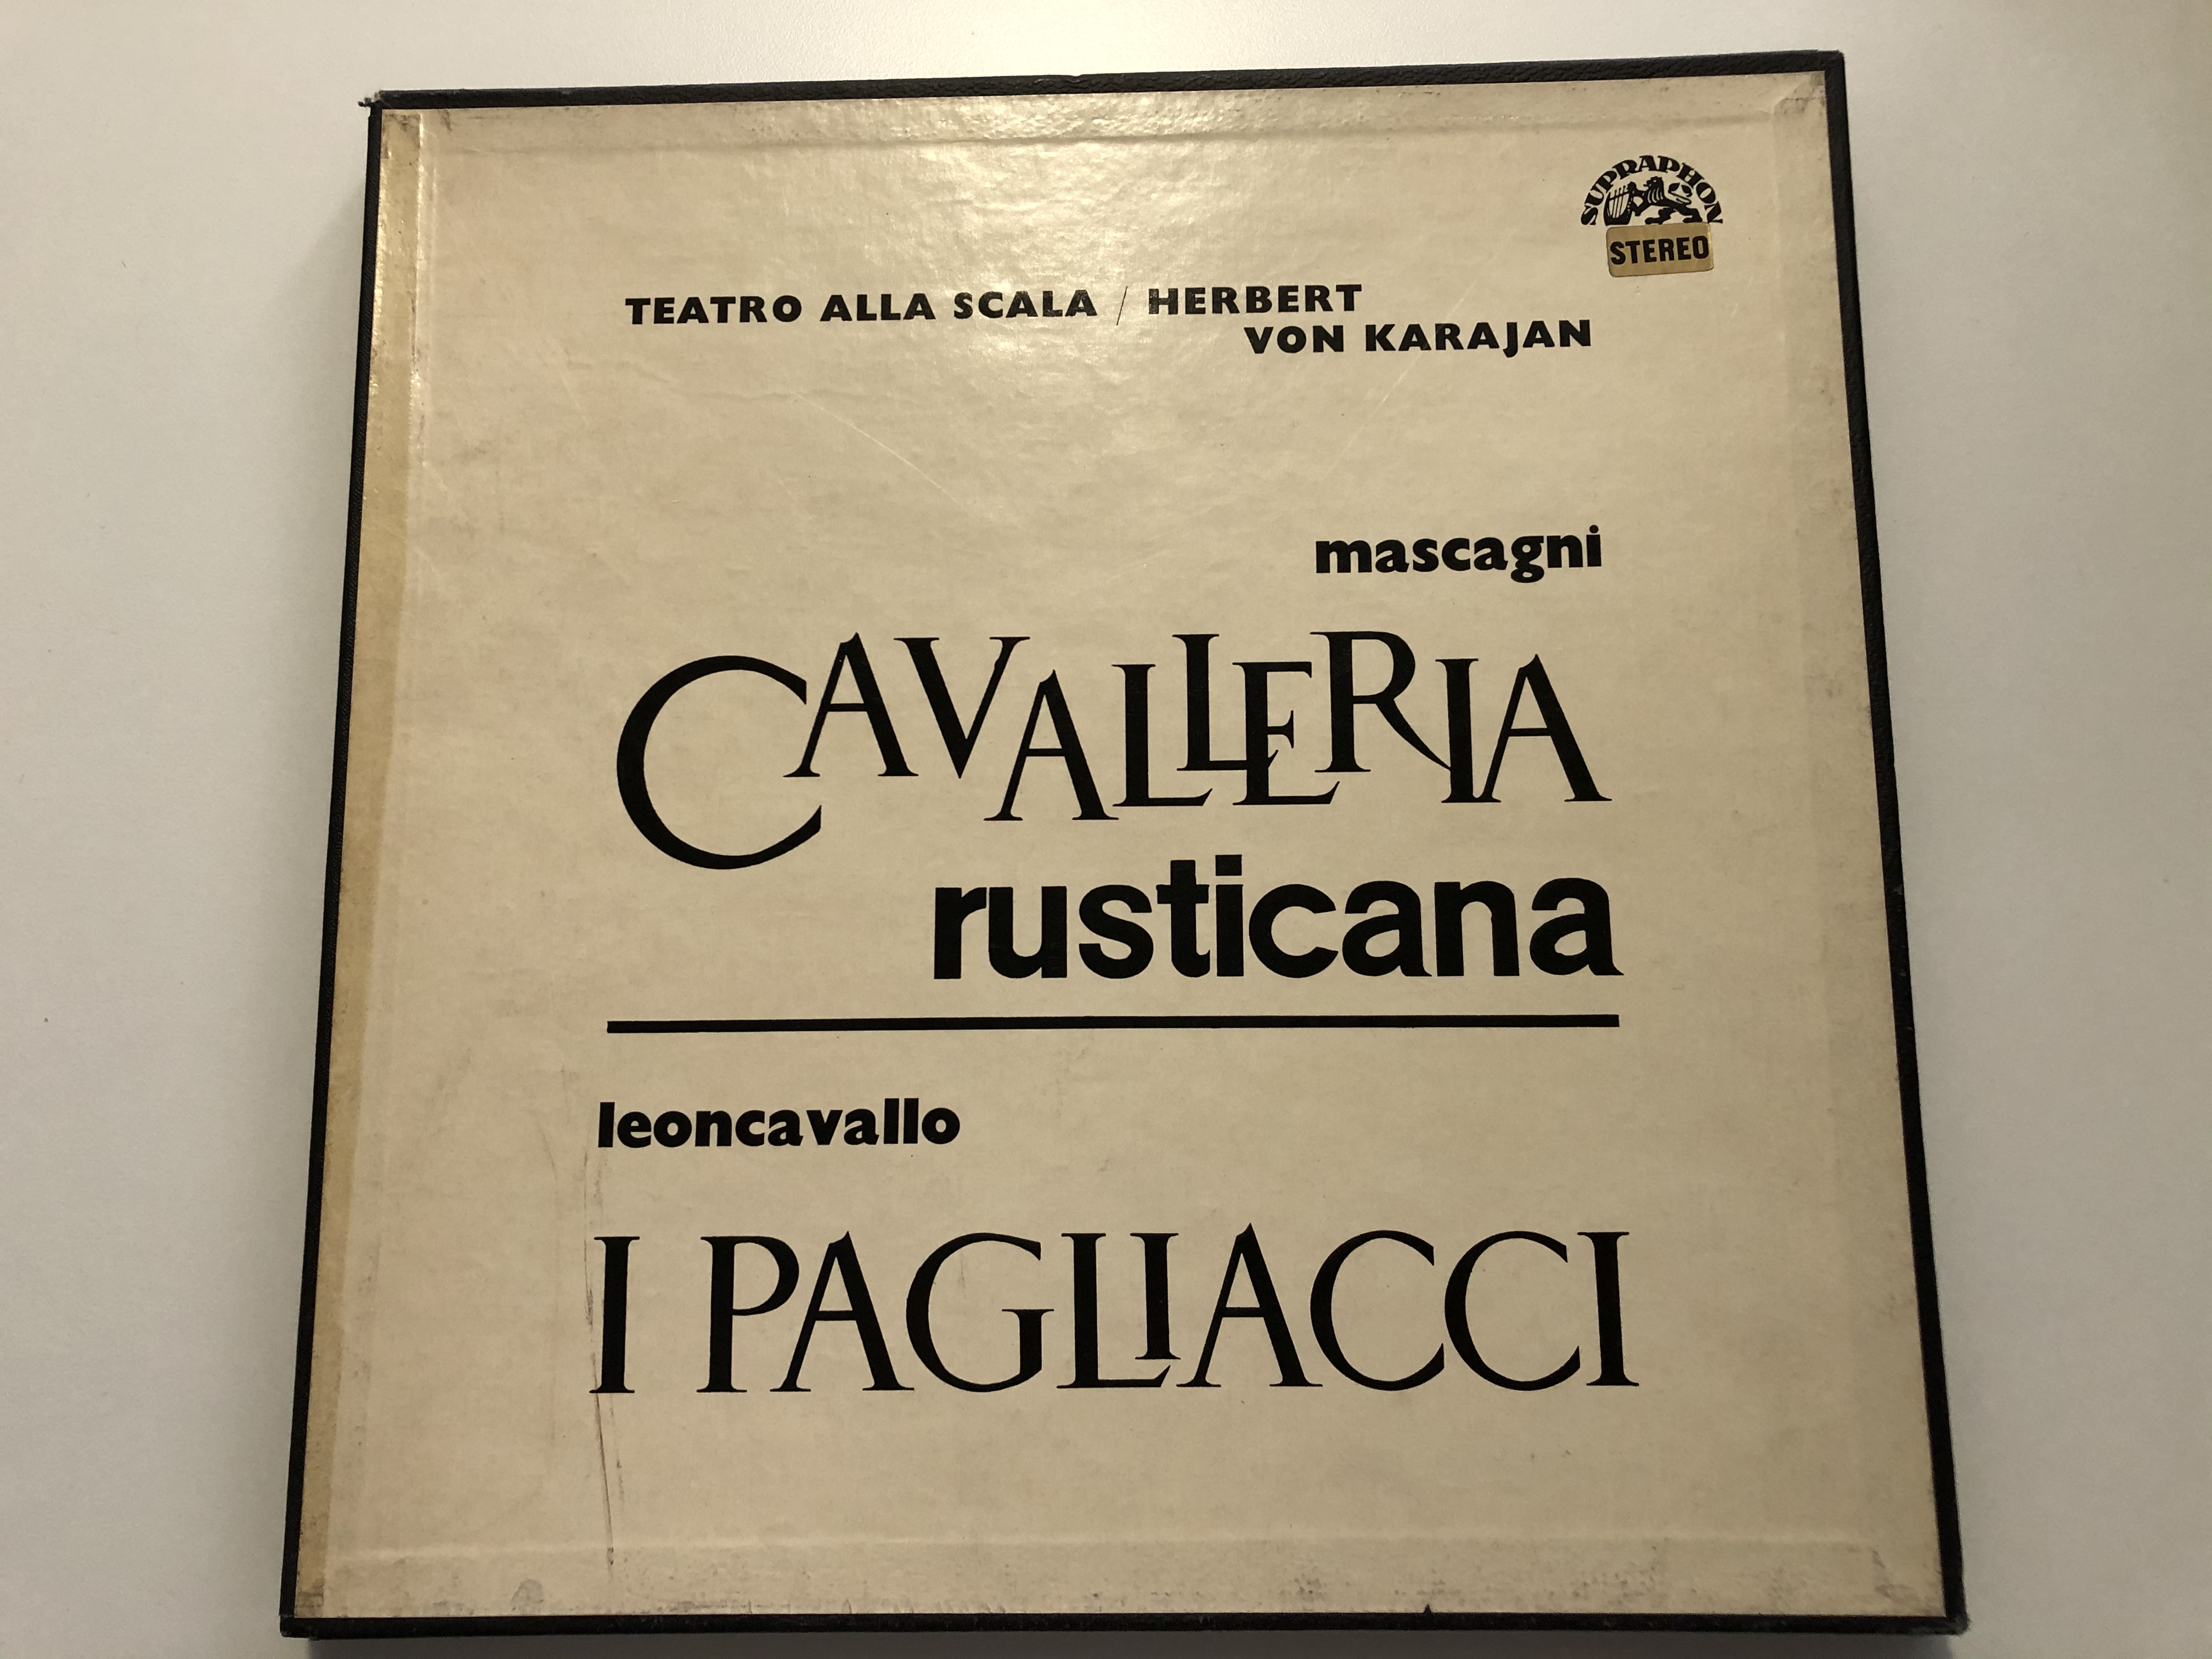 SUPRAPHON
STEREO
TEATRO ALLA SCALA / HERBERT
VON KARAJAN
mascagni
CAVALLERIA
rusticana
leoncavallo
I PAGLIACCI